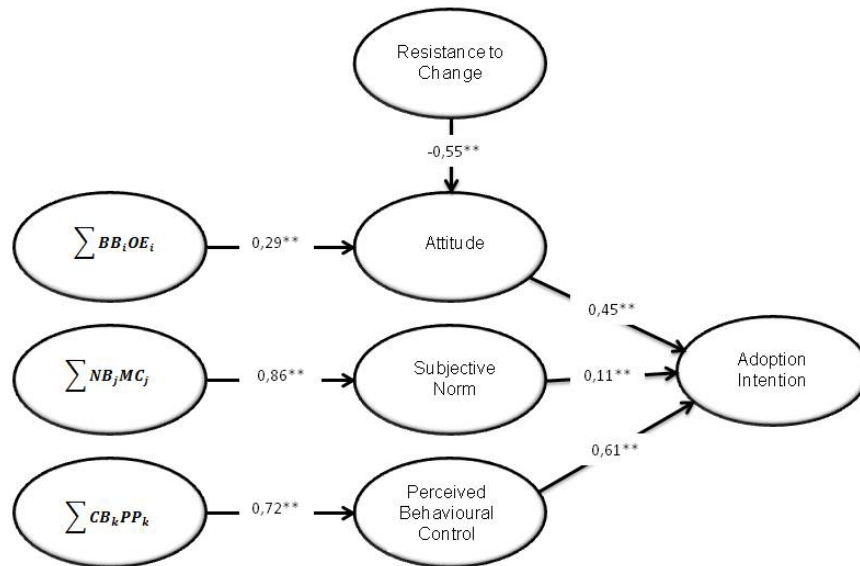 Resistance to
Change
-0,55**
∑ BBᵢOEᵢ
0,29**
Attitude
0,45**
∑ NBⱼMCⱼ
0,86**
Subjective
Norm
0,11**
Adoption
Intention
0,61**
∑ CBₖPPₖ
0,72**
Perceived
Behavioural
Control